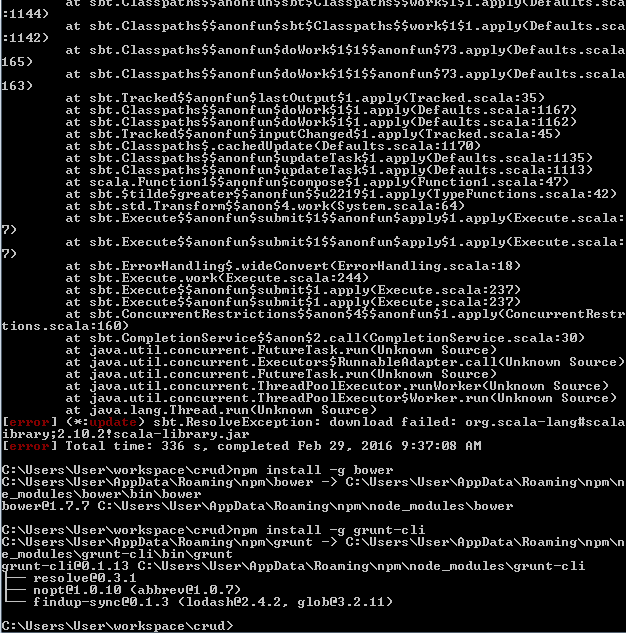 at sbt.Classpaths$$anonfun$sbt$Classpaths$$work$1$1.apply(Defaults.sca
:1144)
        at sbt.Classpaths$$anonfun$sbt$Classpaths$$work$1$1.apply(Defaults.sca
:1142)
        at sbt.Classpaths$$anonfun$doWork$1$1$$anonfun$73.apply(Defaults.scala
165)
        at sbt.Classpaths$$anonfun$doWork$1$1$$anonfun$73.apply(Defaults.scala
163)
        at sbt.Tracked$$anonfun$lastOutput$1.apply(Tracked.scala:35)
        at sbt.Classpaths$$anonfun$doWork$1$1.apply(Defaults.scala:1167)
        at sbt.Classpaths$$anonfun$doWork$1$1.apply(Defaults.scala:1162)
        at sbt.Tracked$$anonfun$inputChanged$1.apply(Tracked.scala:45)
        at sbt.Classpaths$.cachedUpdate(Defaults.scala:1170)
        at sbt.Classpaths$$anonfun$updateTask$1.apply(Defaults.scala:1135)
        at sbt.Classpaths$$anonfun$updateTask$1.apply(Defaults.scala:1113)
        at scala.Function1$$anonfun$compose$1.apply(Function1.scala:47)
        at sbt.$tilde$greater$$anonfun$$u2219$1.apply(TypeFunctions.scala:42)
        at sbt.std.Transform$$anon$4.work(System.scala:64)
        at sbt.Execute$$anonfun$submit$1$$anonfun$apply$1.apply(Execute.scala:
7)
        at sbt.Execute$$anonfun$submit$1$$anonfun$apply$1.apply(Execute.scala:
7)
        at sbt.ErrorHandling$.wideConvert(ErrorHandling.scala:18)
        at sbt.Execute.work(Execute.scala:244)
        at sbt.Execute$$anonfun$submit$1.apply(Execute.scala:237)
        at sbt.Execute$$anonfun$submit$1.apply(Execute.scala:237)
        at sbt.ConcurrentRestrictions$$anon$4$$anonfun$1.apply(ConcurrentRestr
tions.scala:160)
        at sbt.CompletionService$$anon$2.call(CompletionService.scala:30)
        at java.util.concurrent.FutureTask.run(Unknown Source)
        at java.util.concurrent.Executors$RunnableAdapter.call(Unknown Source)
        at java.util.concurrent.FutureTask.run(Unknown Source)
        at java.util.concurrent.ThreadPoolExecutor.runWorker(Unknown Source)
        at java.util.concurrent.ThreadPoolExecutor$Worker.run(Unknown Source)
        at java.lang.Thread.run(Unknown Source)
[error] (*:update) sbt.ResolveException: download failed: org.scala-lang#scala
ibrary;2.10.2!scala-library.jar
[error] Total time: 336 s, completed Feb 29, 2016 9:37:08 AM
C:\Users\User\workspace\crud>npm install -g bower
C:\Users\User\AppData\Roaming\npm\bower -> C:\Users\User\AppData\Roaming\npm\n
e_modules\bower\bin\bower
bower@1.7.7 C:\Users\User\AppData\Roaming\npm\node_modules\bower
C:\Users\User\workspace\crud>npm install -g grunt-cli
C:\Users\User\AppData\Roaming\npm\grunt -> C:\Users\User\AppData\Roaming\npm\n
e_modules\grunt-cli\bin\grunt
grunt-cli@0.1.13 C:\Users\User\AppData\Roaming\npm\node_modules\grunt-cli
├── resolve@0.3.1
├── nopt@1.0.10 (abbrev@1.0.7)
└── findup-sync@0.1.3 (lodash@2.4.2, glob@3.2.11)
C:\Users\User\workspace\crud>